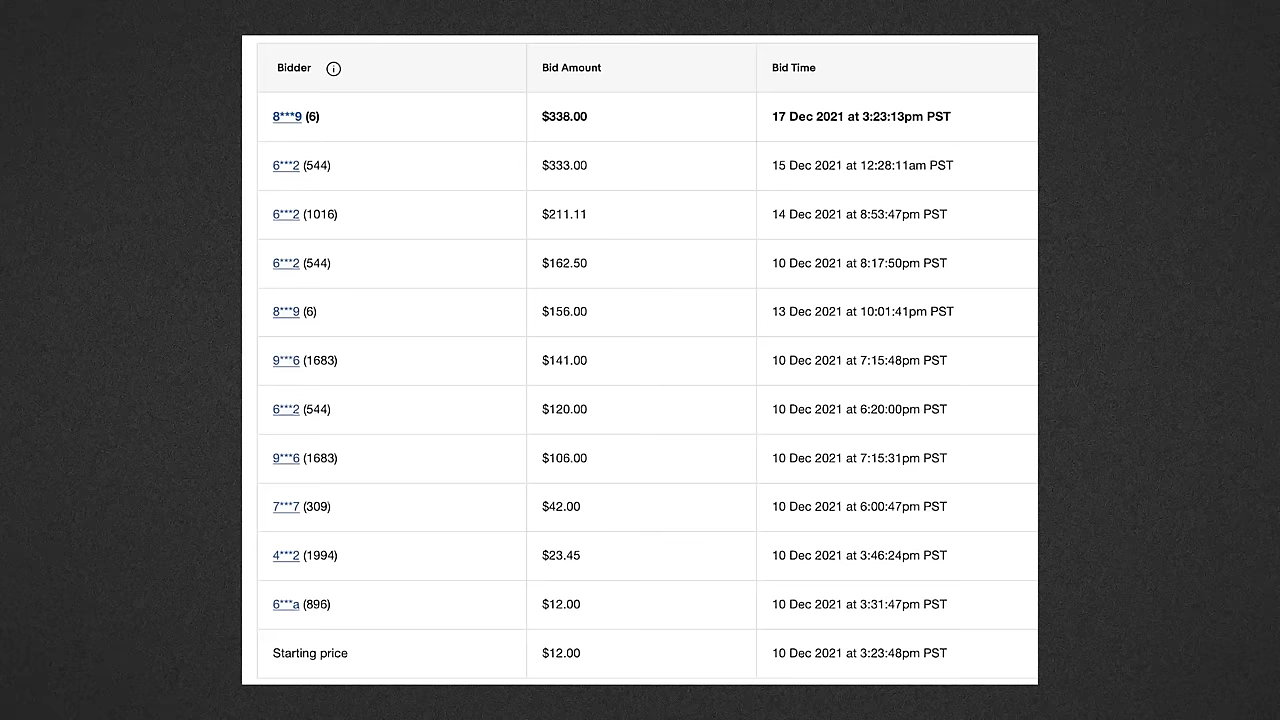 Bidder Bid Amount Bid Time
8***9 (6) $338.00 17 Dec 2021 at 3:23:13pm PST
6***2 (544) $333.00 15 Dec 2021 at 12:28:11am PST
6***2 (1016) $211.11 14 Dec 2021 at 8:53:47pm PST
6***2 (544) $162.50 10 Dec 2021 at 8:17:50pm PST
8***9 (6) $156.00 13 Dec 2021 at 10:01:41pm PST
9***6 (1683) $141.00 10 Dec 2021 at 7:15:48pm PST
6***2 (544) $120.00 10 Dec 2021 at 6:20:00pm PST
9***6 (1683) $106.00 10 Dec 2021 at 7:15:31pm PST
7***7 (309) $42.00 10 Dec 2021 at 6:00:47pm PST
4***2 (1994) $23.45 10 Dec 2021 at 3:46:24pm PST
6***a (896) $12.00 10 Dec 2021 at 3:31:47pm PST
Starting price $12.00 10 Dec 2021 at 3:23:48pm PST